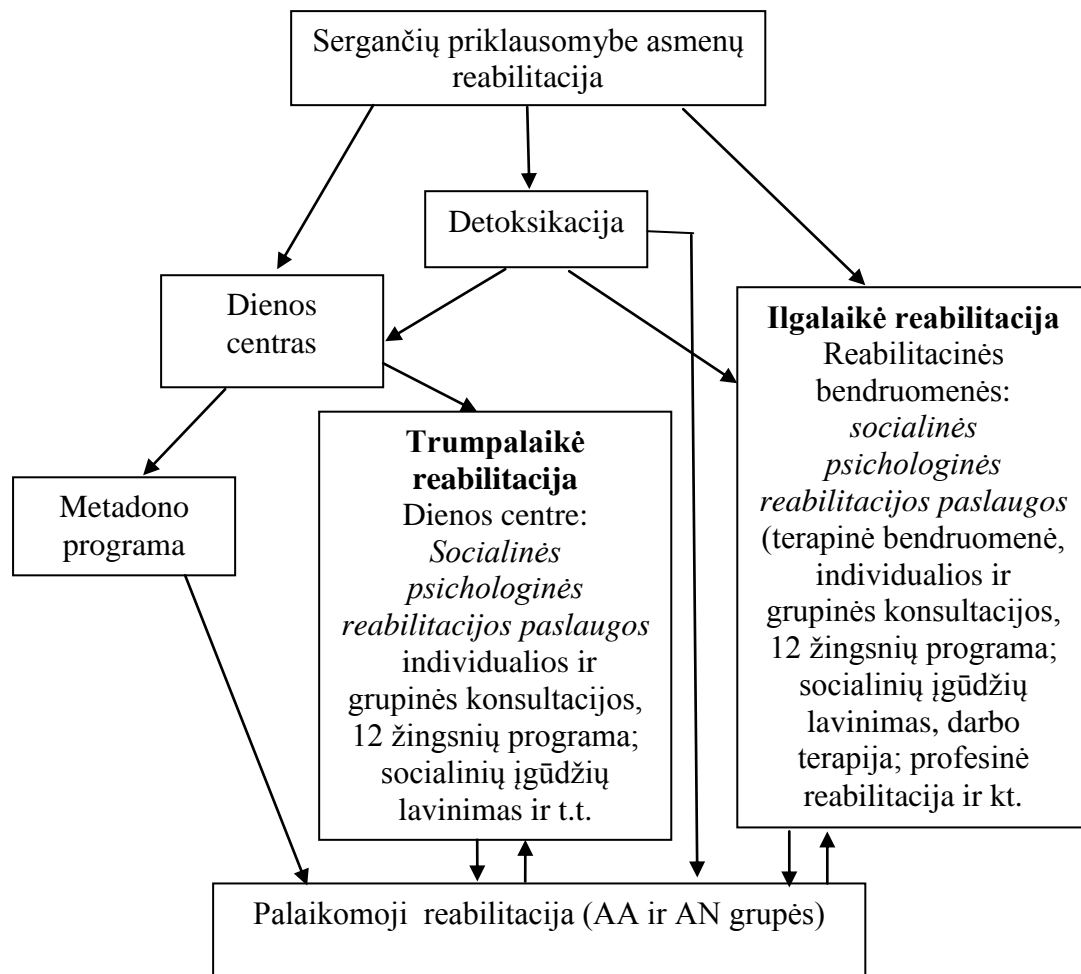 Sergančių priklausomybe asmenų
reabilitacija
Detoksikacija
Dienos
centras
Ilgalaikė reabilitacija
Reabilitacinės
bendruomenės:
socialinės
psichologinės
reabilitacijos paslaugos
(terapinė bendruomenė,
individualios ir
grupinės konsultacijos,
12 žingsnių programa;
socialinių įgūdžių
lavinimas, darbo
terapija; profesinė
reabilitacija ir kt.
Trumpalaikė
reabilitacija
Dienos centre:
Socialinės
psichologinės
reabilitacijos paslaugos
individualios ir
grupinės konsultacijos,
12 žingsnių programa;
socialinių įgūdžių
lavinimas ir t.t.
Metadono
programa
Palaikomoji reabilitacija (AA ir AN grupės)